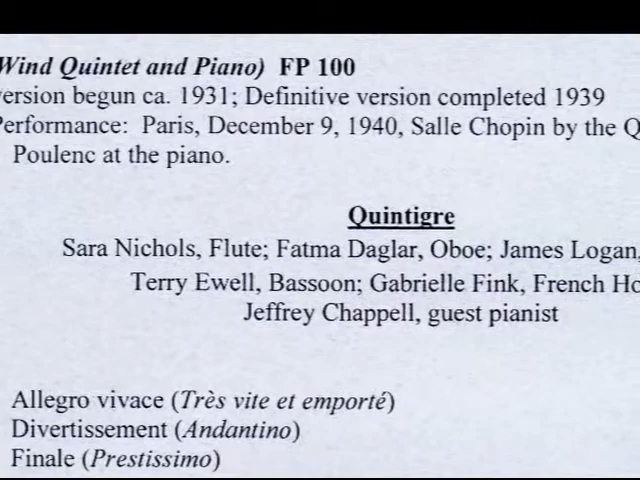 Wind Quintet and Piano) FP 100
ersion begun ca. 1931; Definitive version completed 1939
Performance: Paris, December 9, 1940, Salle Chopin by the Q
Poulenc at the piano.
Quintigre
Sara Nichols, Flute; Fatma Daglar, Oboe; James Logan,
Terry Ewell, Bassoon; Gabrielle Fink, French Ho
Jeffrey Chappell, guest pianist
Allegro vivace (Très vite et emporté)
Divertissement (Andantino)
Finale (Prestissimo)